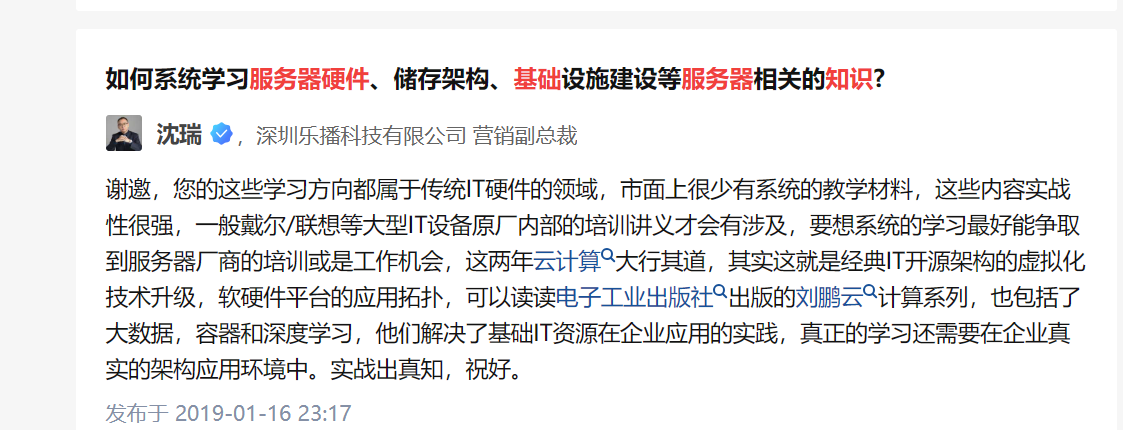 如何系统学习服务器硬件、储存架构、基础设施建设等服务器相关的知识?
沈瑞 ，深圳乐播科技有限公司 营销副总裁
谢邀，您的这些学习方向都属于传统IT硬件的领域，市面上很少有系统的教学材料，这些内容实战
性很强，一般戴尔/联想等大型IT设备原厂内部的培训讲义才会有涉及，要想系统的学习最好能争取
到服务器厂商的培训或是工作机会，这两年云计算大行其道，其实这就是经典IT开源架构的虚拟化
技术升级，软硬件平台的应用拓扑，可以读读电子工业出版社出版的刘鹏云计算系列，也包括了
大数据，容器和深度学习，他们解决了基础IT资源在企业应用的实践，真正的学习还需要在企业真
实的架构应用环境中。实战出真知，祝好。
发布于 2019-01-16 23:17